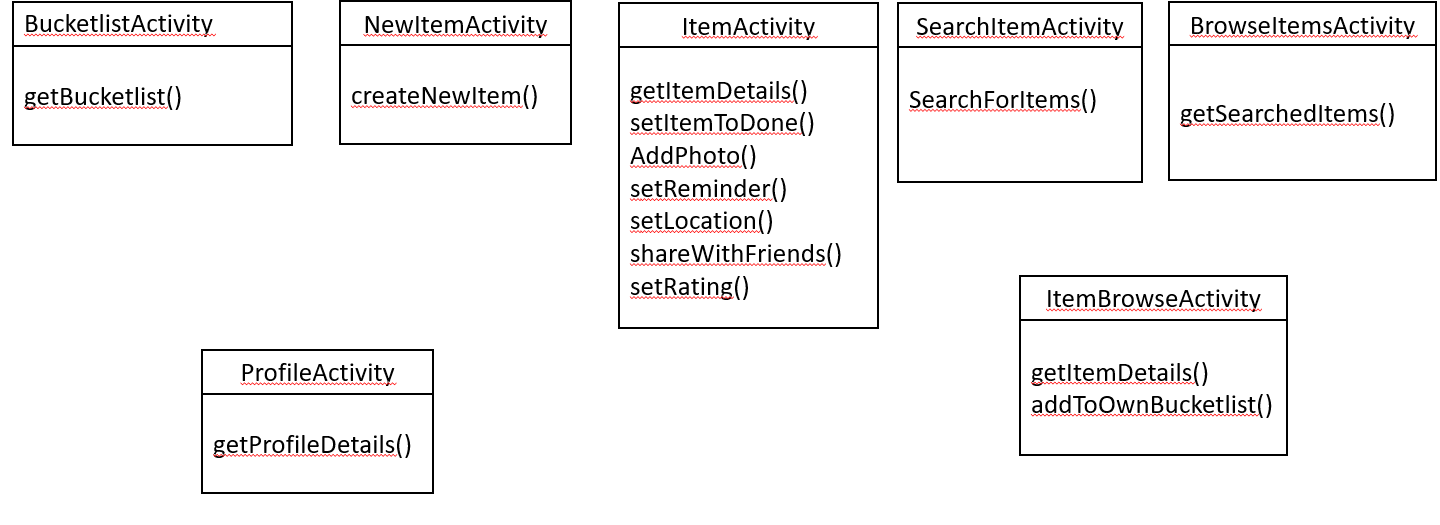 BucketlistActivity
getBucketlist()
NewItemActivity
createNewItem()
ItemActivity
getItemDetails()
setItemToDone()
AddPhoto()
setReminder()
setLocation()
shareWithFriends()
setRating()
SearchItemActivity
SearchForItems()
BrowseItemsActivity
getSearchedItems()
ProfileActivity
getProfileDetails()
ItemBrowseActivity
getItemDetails()
addToOwnBucketlist()